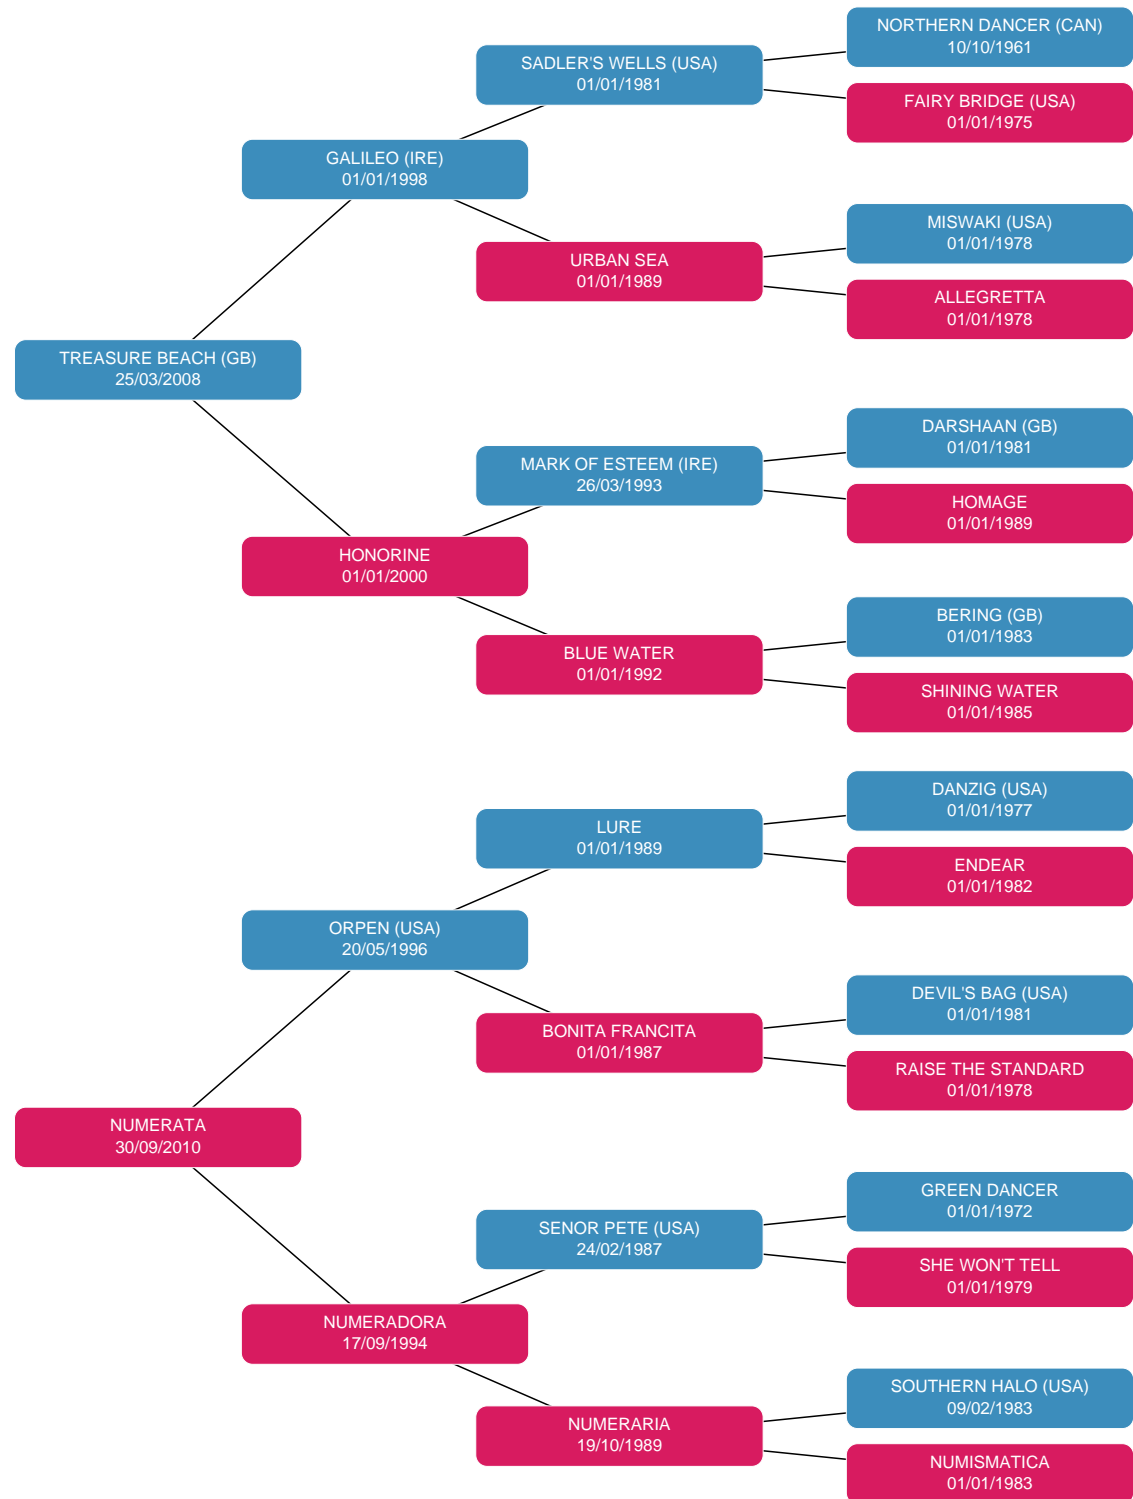 NORTHERN DANCER (CAN)
10/10/1961
SADLER'S WELLS (USA)
01/01/1981
FAIRY BRIDGE (USA)
01/01/1975
GALILEO (IRE)
01/01/1998
MISWAKI (USA)
01/01/1978
URBAN SEA
01/01/1989
ALLEGRETTA
01/01/1978
TREASURE BEACH (GB)
25/03/2008
DARSHAAN (GB)
01/01/1981
MARK OF ESTEEM (IRE)
26/03/1993
HOMAGE
01/01/1989
HONORINE
01/01/2000
BERING (GB)
01/01/1983
BLUE WATER
01/01/1992
SHINING WATER
01/01/1985
DANZIG (USA)
01/01/1977
LURE
01/01/1989
ENDEAR
01/01/1982
ORPEN (USA)
20/05/1996
DEVIL'S BAG (USA)
01/01/1981
BONITA FRANCITA
01/01/1987
RAISE THE STANDARD
01/01/1978
NUMERATA
30/09/2010
GREEN DANCER
01/01/1972
SENOR PETE (USA)
24/02/1987
SHE WON'T TELL
01/01/1979
NUMERADORA
17/09/1994
SOUTHERN HALO (USA)
09/02/1983
NUMERARIA
19/10/1989
NUMISMATICA
01/01/1983